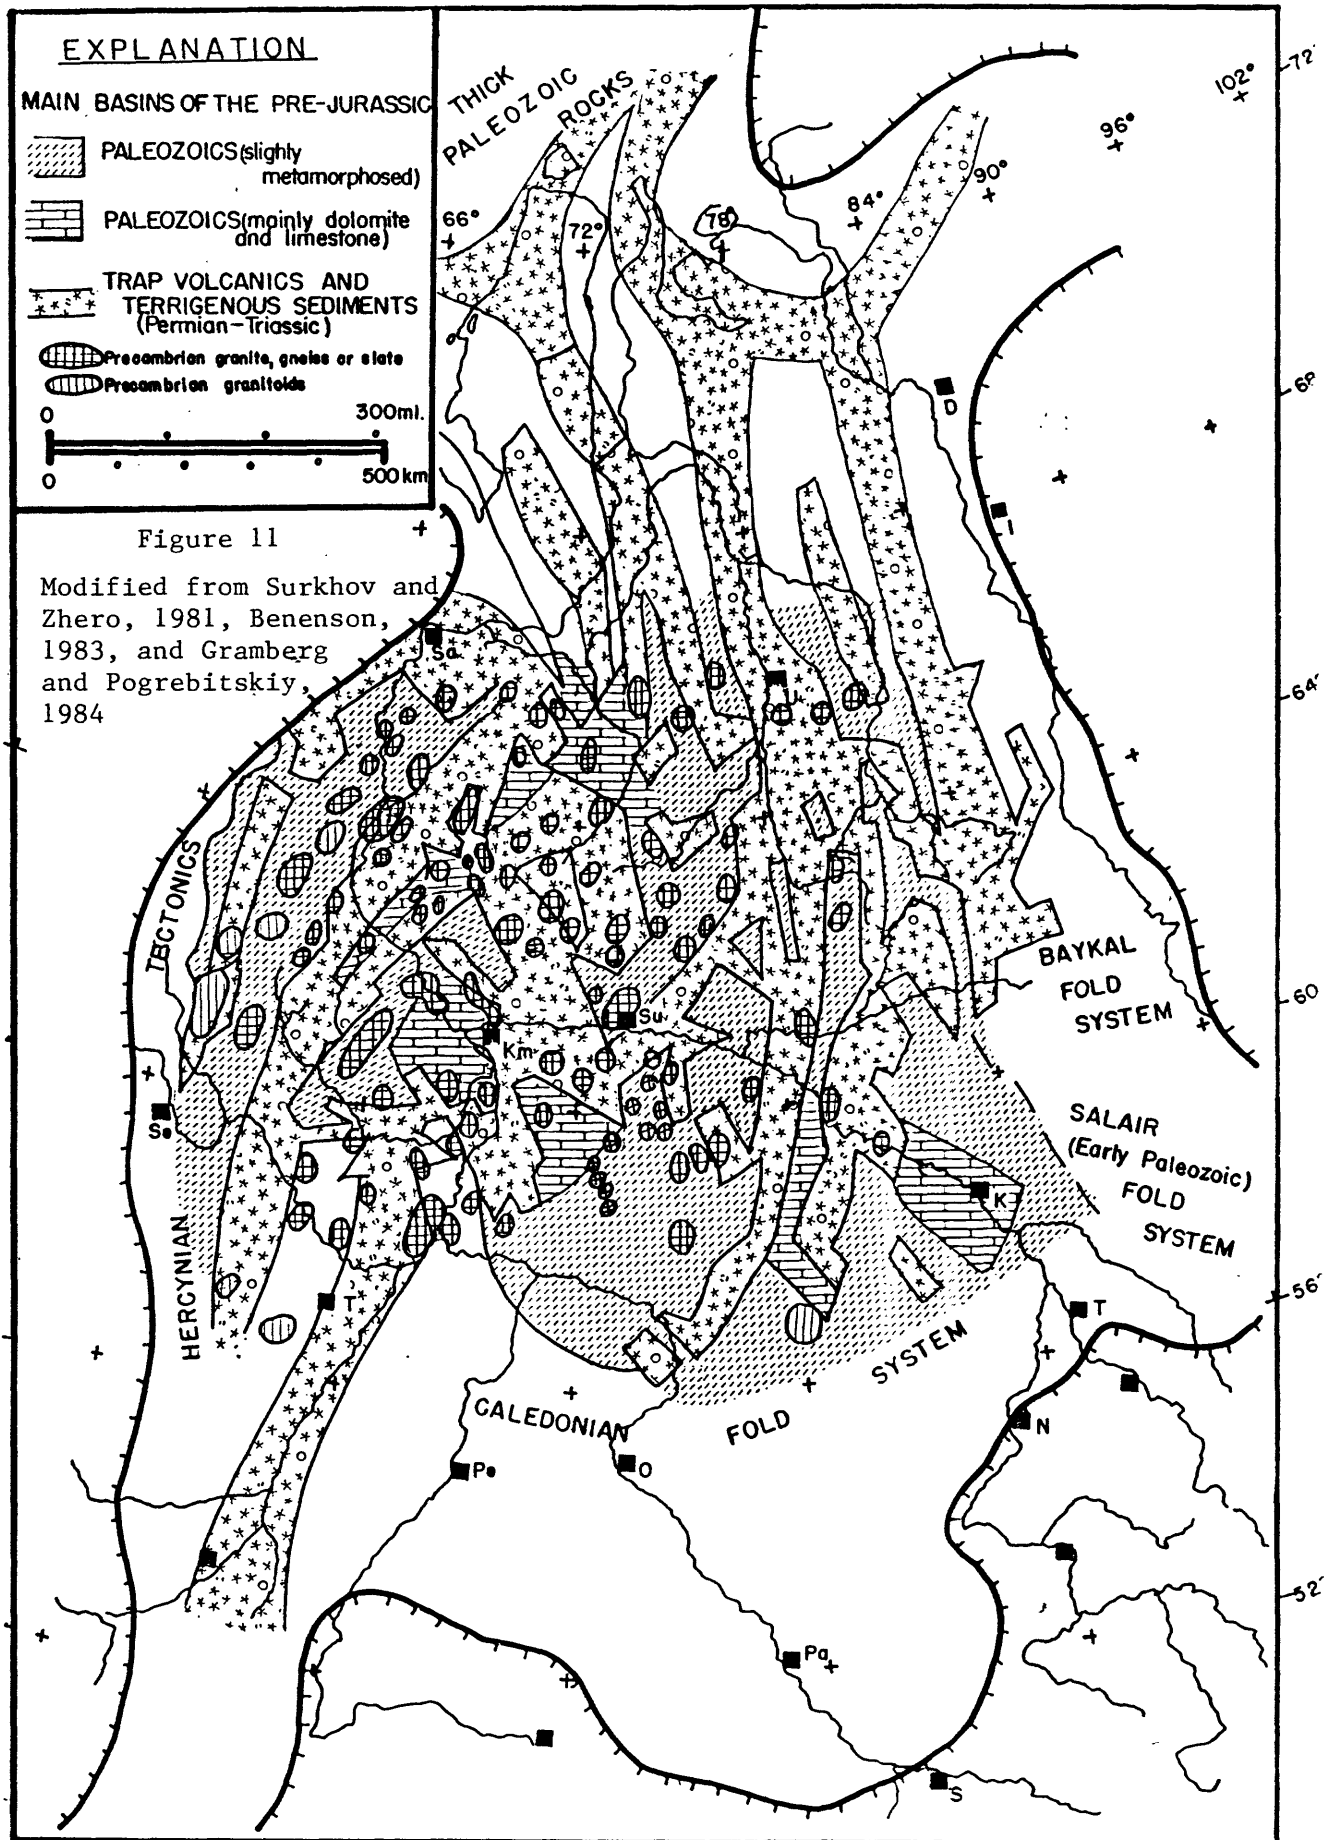 EXPLANATION
MAIN BASINS OF THE PRE-JURASSIC
PALEOZOICS (slighly
metamorphosed)
PALEOZOICS (mainly dolomite
and limestone)
TRAP VOLCANICS AND
TERRIGENOUS SEDIMENTS
(Permian-Triassic)
Precambrian granite, gneiss or slate
Precambrian granitoids
0 300mi.
0 500km
Figure 11
Modified from Surkhov and
Zhero, 1981, Benenson,
1983, and Gramberg
and Pogrebitskiy,
1984
THICK
PALEOZOIC
ROCKS
66°
72°
78°
84°
90°
96°
102°
72°
68°
64°
60°
56°
52°
D
I
Sa
U
Su
Km
Se
K
T
T
N
Pe
O
Pa
S
HERCYNIAN
TECTONICS
BAYKAL
FOLD
SYSTEM
SALAIR
(Early Paleozoic)
FOLD
SYSTEM
CALEDONIAN
FOLD
SYSTEM